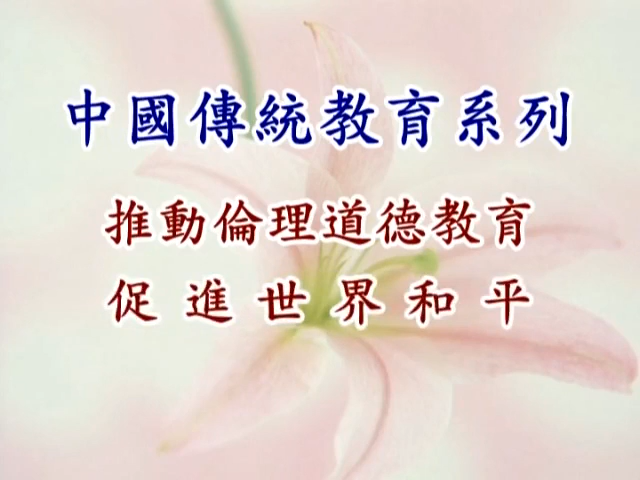 中國傳統教育系列
推動倫理道德教育
促進世界和平